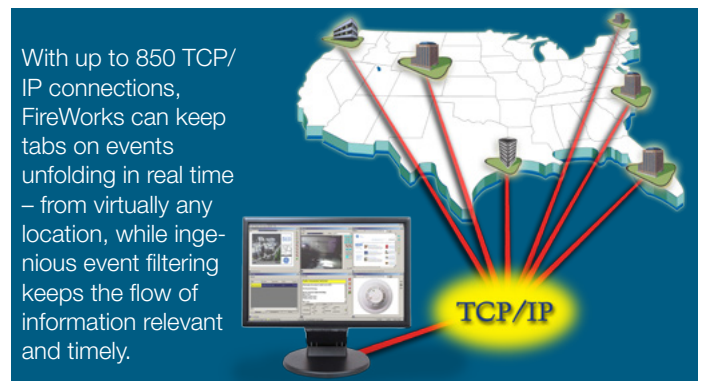 With up to 850 TCP/
IP connections,
FireWorks can keep
tabs on events
unfolding in real time
– from virtually any
location, while inge-
nious event filtering
keeps the flow of
information relevant
and timely.
TCP/IP